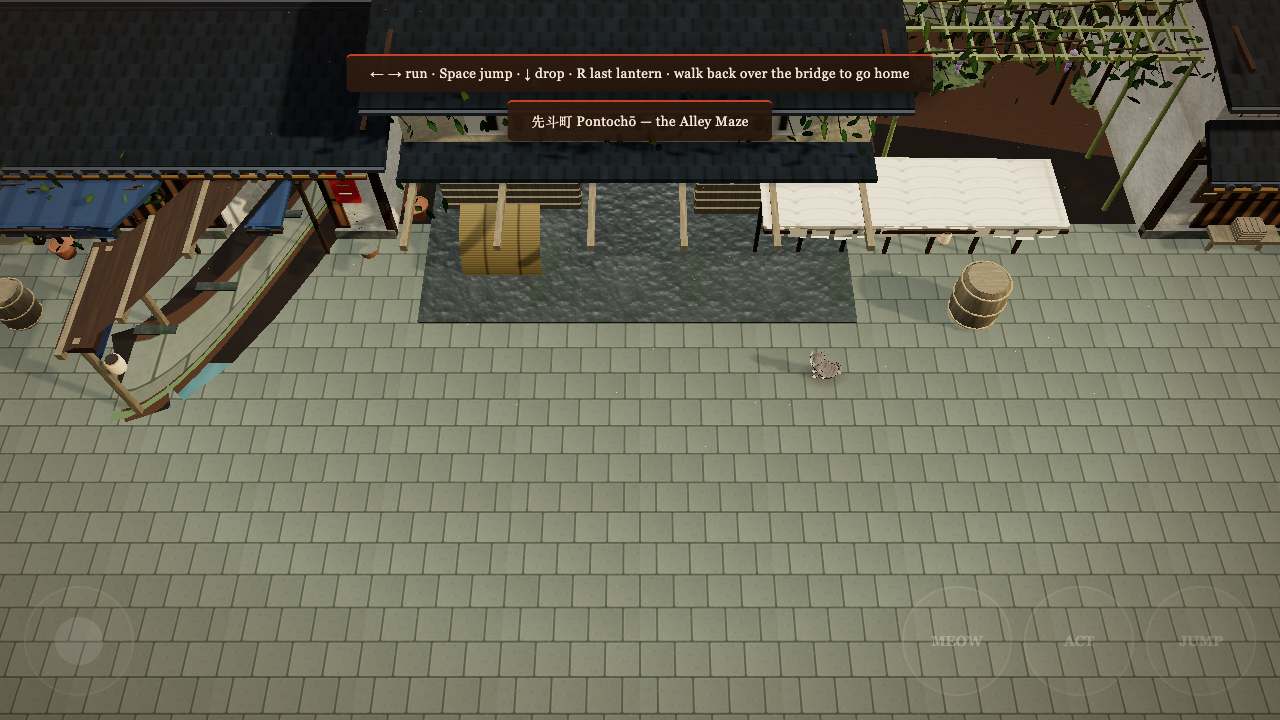 ← → run · Space jump · ↓ drop · R last lantern · walk back over the bridge to go home
先斗町 Pontochō — the Alley Maze
MEOW
ACT
JUMP